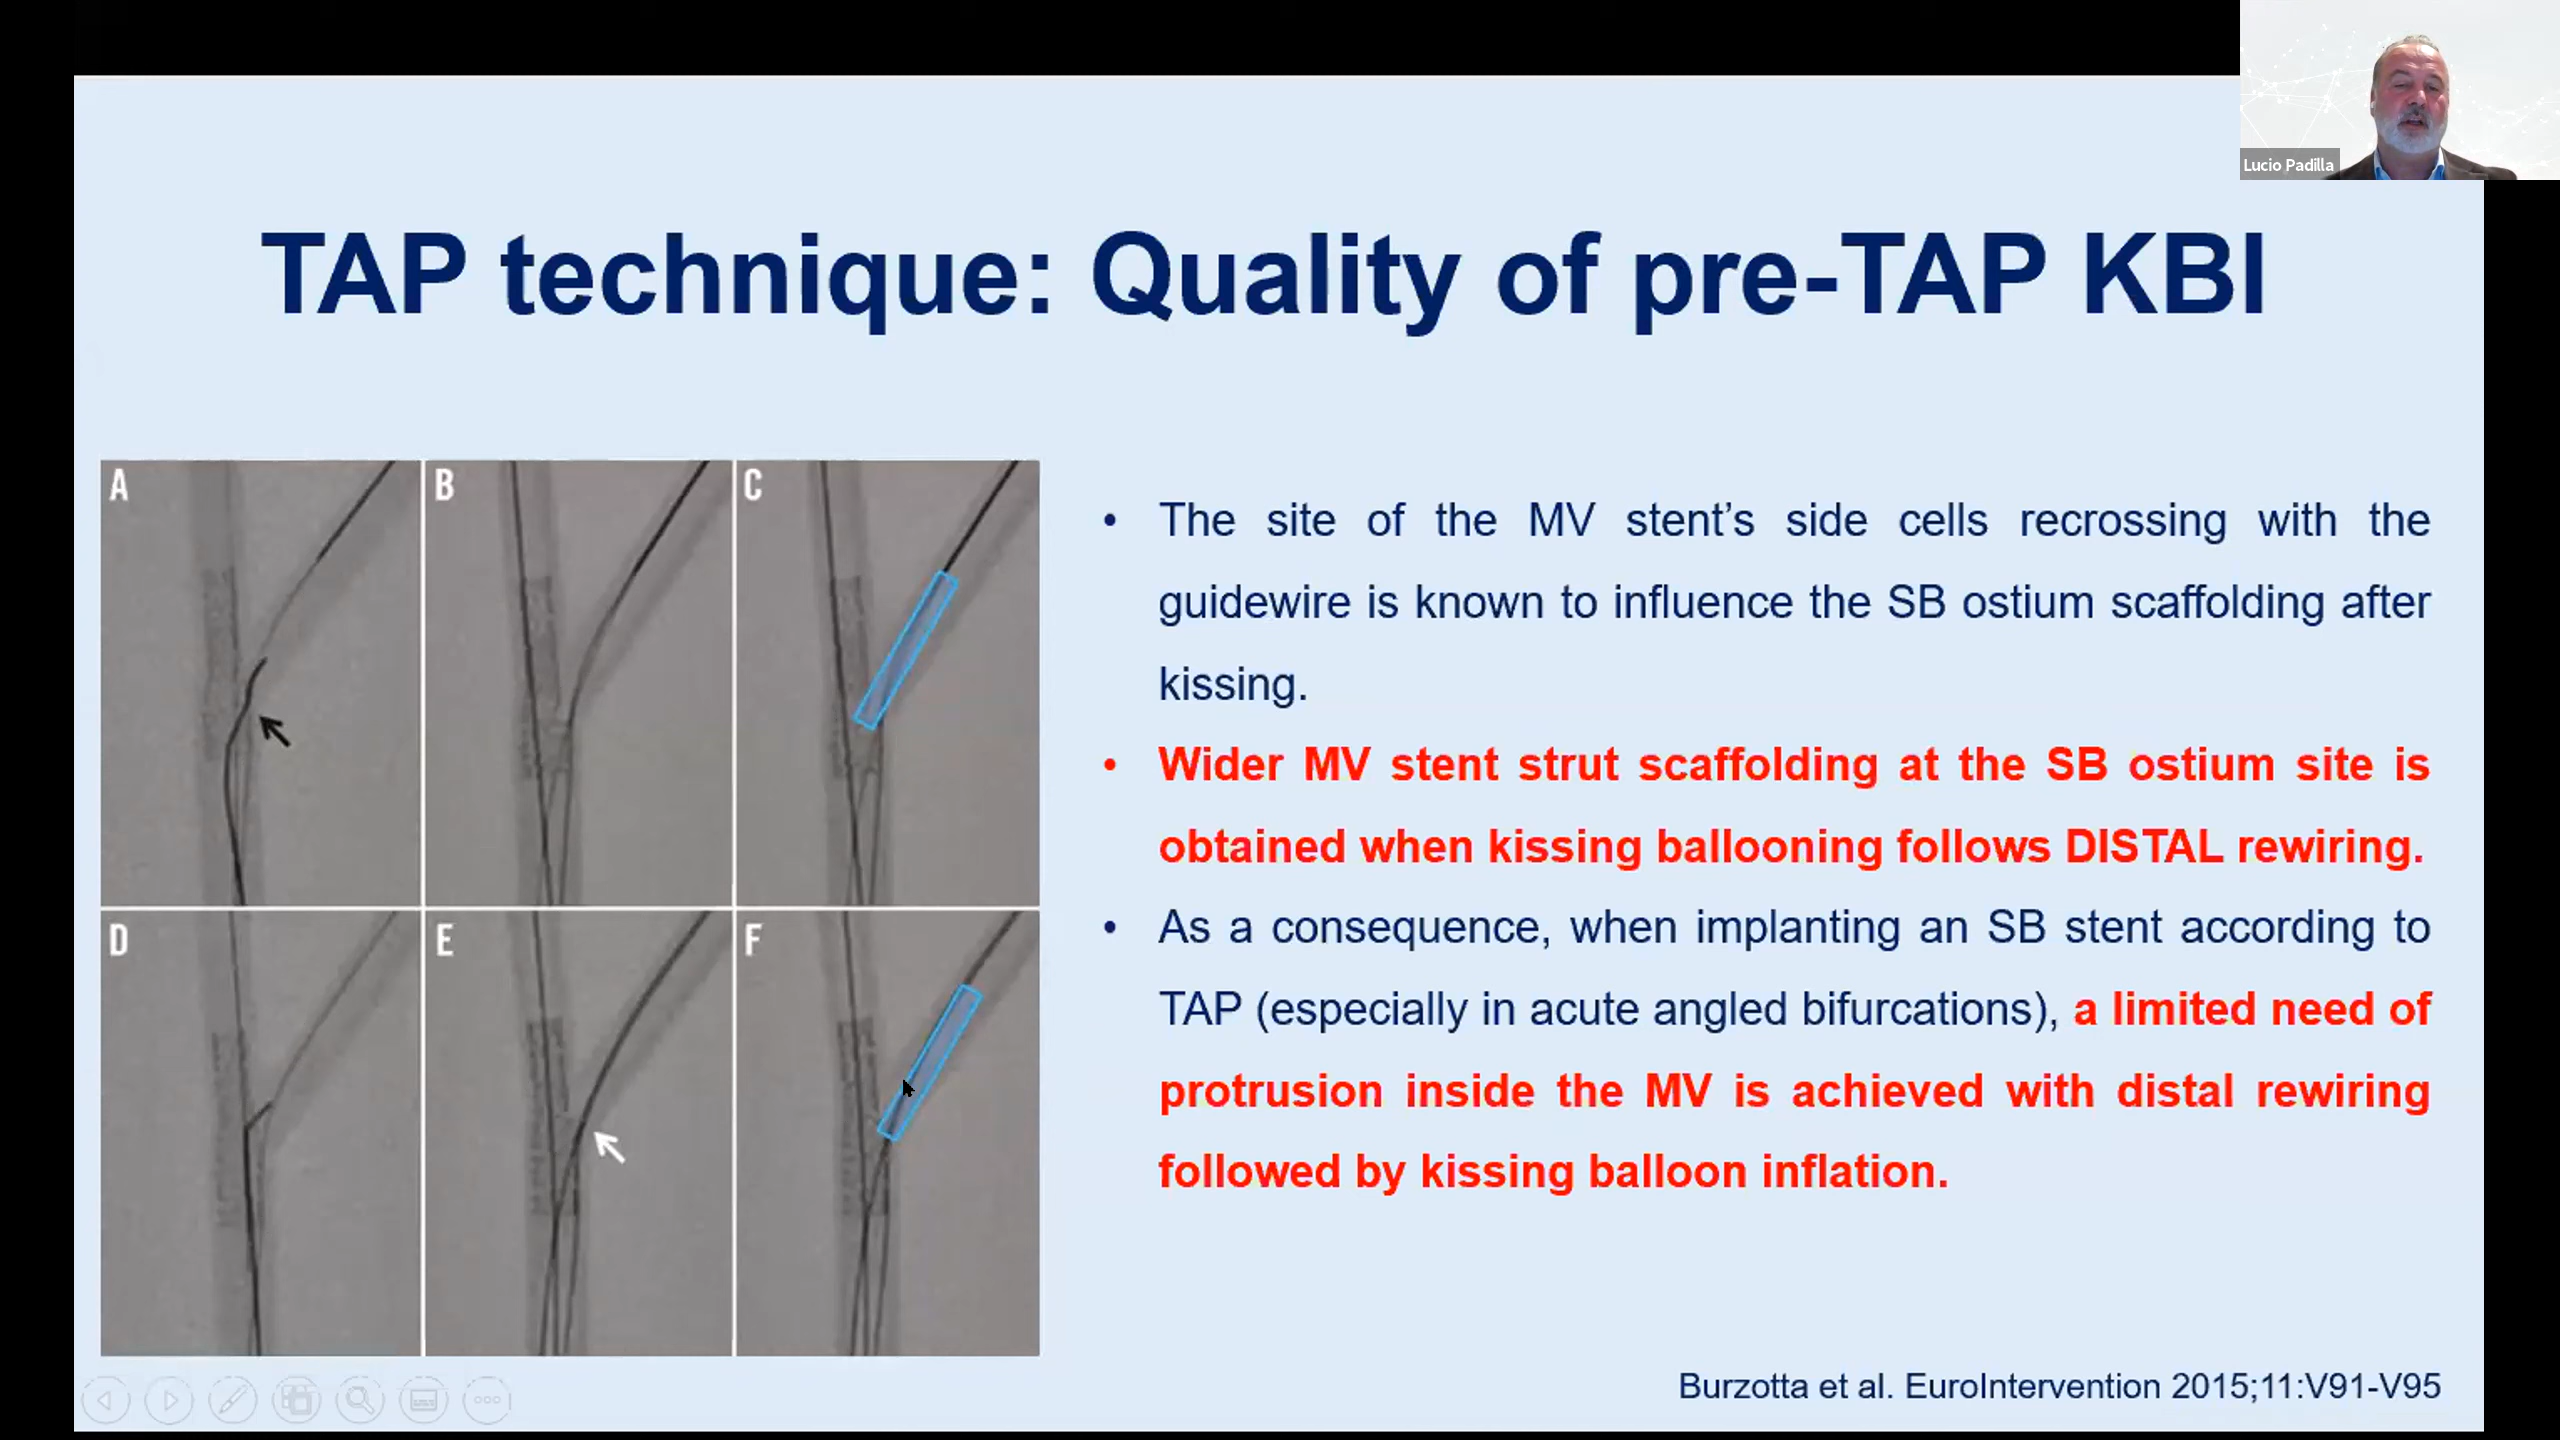 Lucio Padilla
TAP technique: Quality of pre-TAP KBI
A
B
C
D
E
F
• The site of the MV stent’s side cells recrossing with the
guidewire is known to influence the SB ostium scaffolding after
kissing.
• Wider MV stent strut scaffolding at the SB ostium site is
obtained when kissing ballooning follows DISTAL rewiring.
• As a consequence, when implanting an SB stent according to
TAP (especially in acute angled bifurcations), a limited need of
protrusion inside the MV is achieved with distal rewiring
followed by kissing balloon inflation.
Burzotta et al. EuroIntervention 2015;11:V91-V95